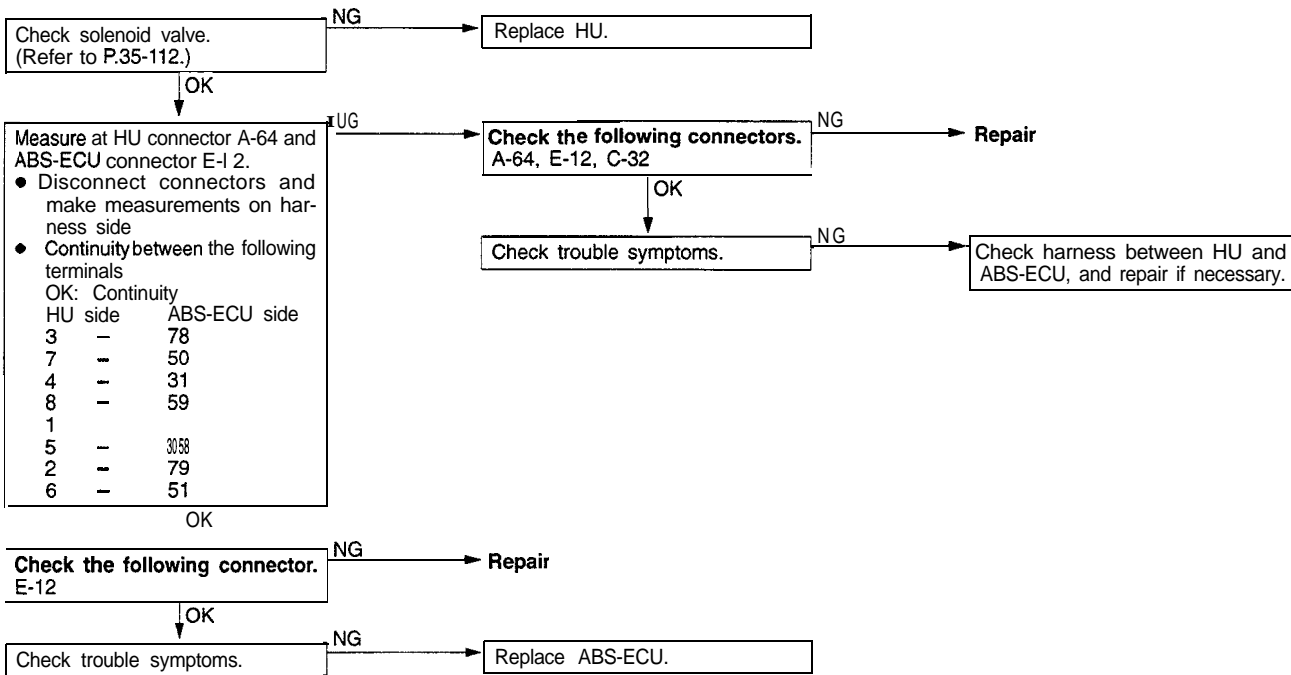 Check solenoid valve.
(Refer to P.35-112.)
NG
Replace HU.
OK
Measure at HU connector A-64 and
ABS-ECU connector E-l 2.
● Disconnect connectors and
make measurements on har-
ness side
● Continuity between the following
terminals
OK: Continuity
HU side ABS-ECU side
3 – 78
7 – 50
4 – 31
8 – 59
1
5 – 3058
2 – 79
6 – 51
IUG
Check the following connectors.
A-64, E-12, C-32
NG
Repair
OK
Check trouble symptoms.
NG
Check harness between HU and
ABS-ECU, and repair if necessary.
OK
Check the following connector.
E-12
NG
Repair
OK
Check trouble symptoms.
NG
Replace ABS-ECU.